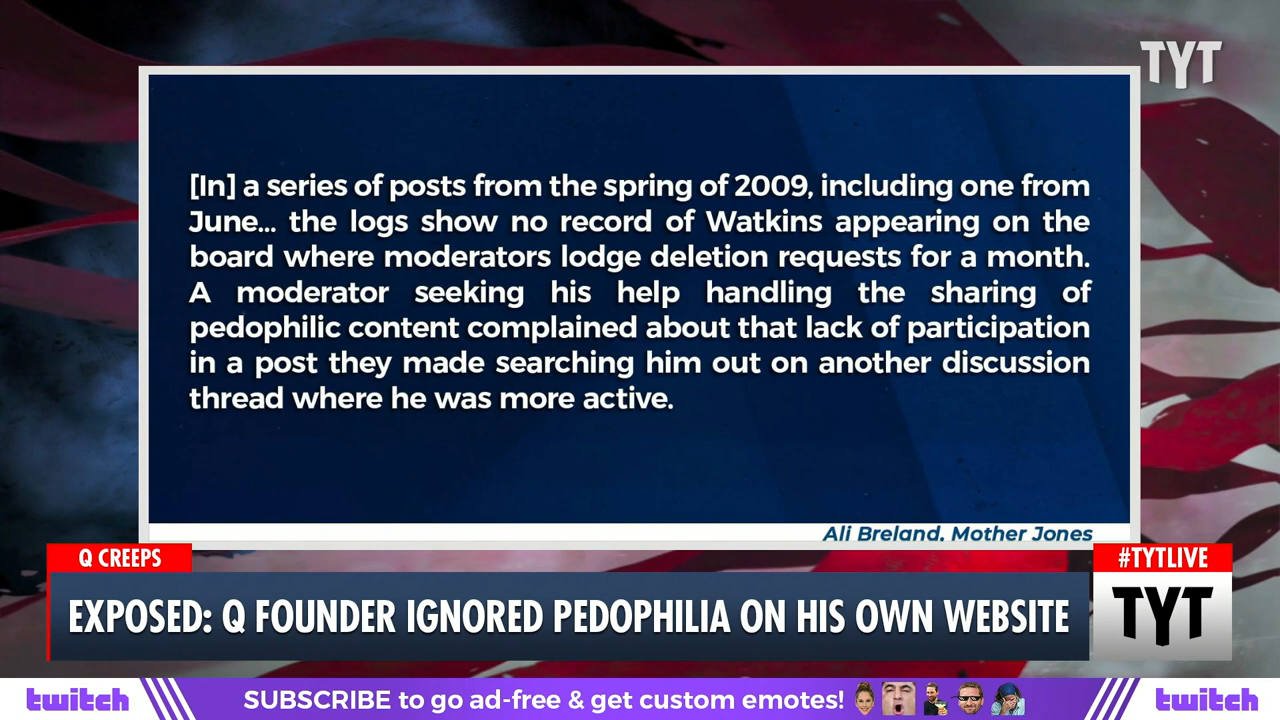 TYT
[In] a series of posts from the spring of 2009, including one from
June... the logs show no record of Watkins appearing on the
board where moderators lodge deletion requests for a month.
A moderator seeking his help handling the sharing of
pedophilic content complained about that lack of participation
in a post they made searching him out on another discussion
thread where he was more active.
Ali Breland, Mother Jones
Q CREEPS
#TYTLIVE
EXPOSED: Q FOUNDER IGNORED PEDOPHILIA ON HIS OWN WEBSITE
TYT
twitch
SUBSCRIBE to go ad-free & get custom emotes!
twitch